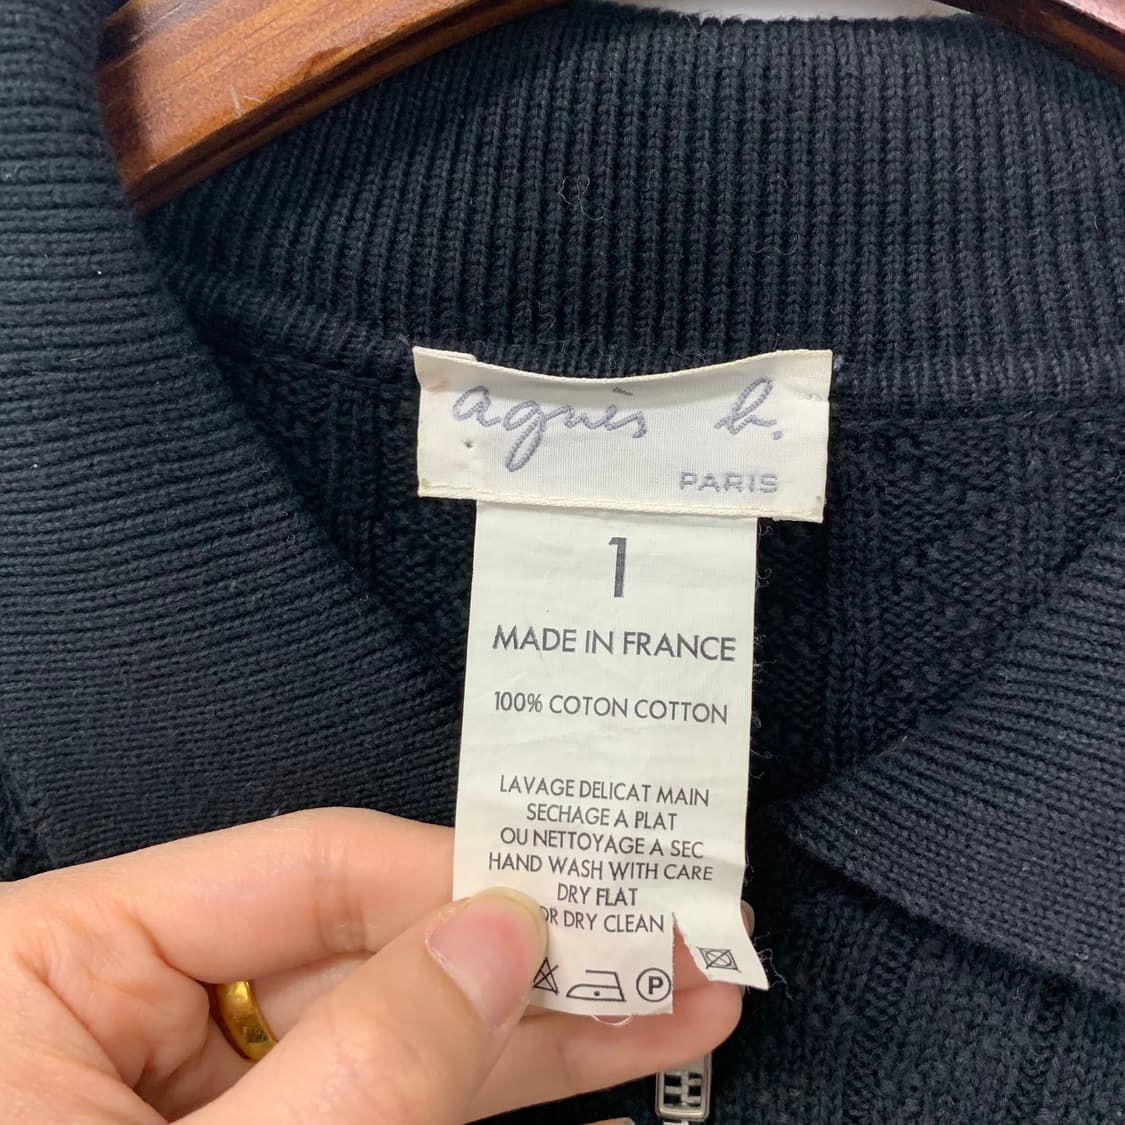 agnès b.
PARIS
1
MADE IN FRANCE
100% COTON COTTON
LAVAGE DELICAT MAIN
SECHAGE A PLAT
OU NETTOYAGE A SEC
HAND WASH WITH CARE
DRY FLAT
OR DRY CLEAN
P